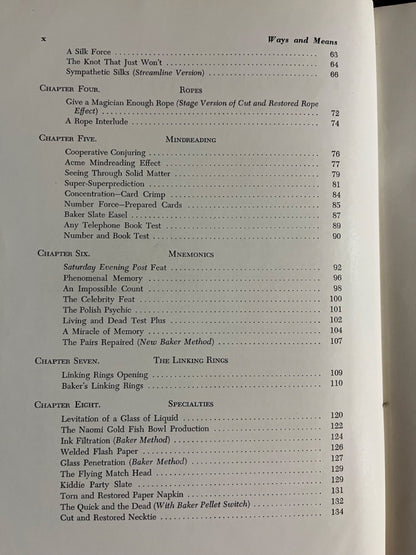 x Ways and Means
A Silk Force . . . . . . . . . . . . . . . . . . . . . . . . . . . . . . 63
The Knot That Just Won't . . . . . . . . . . . . . . . . . . . . . . . . 64
Sympathetic Silks (Streamline Version) . . . . . . . . . . . . . . . . . 66
Chapter Four. Ropes
Give a Magician Enough Rope (Stage Version of Cut and Restored Rope
Effect) . . . . . . . . . . . . . . . . . . . . . . . . . . . . . . . . 72
A Rope Interlude . . . . . . . . . . . . . . . . . . . . . . . . . . . . 74
Chapter Five. Mindreading
Cooperative Conjuring . . . . . . . . . . . . . . . . . . . . . . . . . 76
Acme Mindreading Effect . . . . . . . . . . . . . . . . . . . . . . . . 77
Seeing Through Solid Matter . . . . . . . . . . . . . . . . . . . . . . 79
Super-Superprediction . . . . . . . . . . . . . . . . . . . . . . . . . 81
Concentration—Card Crimp . . . . . . . . . . . . . . . . . . . . . . . . 84
Number Force—Prepared Cards . . . . . . . . . . . . . . . . . . . . . . 85
Baker Slate Easel . . . . . . . . . . . . . . . . . . . . . . . . . . . 87
Any Telephone Book Test . . . . . . . . . . . . . . . . . . . . . . . . 89
Number and Book Test . . . . . . . . . . . . . . . . . . . . . . . . . . 90
Chapter Six. Mnemonics
Saturday Evening Post Feat . . . . . . . . . . . . . . . . . . . . . . . 92
Phenomenal Memory . . . . . . . . . . . . . . . . . . . . . . . . . . . 96
An Impossible Count . . . . . . . . . . . . . . . . . . . . . . . . . . 98
The Celebrity Feat . . . . . . . . . . . . . . . . . . . . . . . . . . . 100
The Polish Psychic . . . . . . . . . . . . . . . . . . . . . . . . . . . 101
Living and Dead Test Plus . . . . . . . . . . . . . . . . . . . . . . . 102
A Miracle of Memory . . . . . . . . . . . . . . . . . . . . . . . . . . 104
The Pairs Repaired (New Baker Method) . . . . . . . . . . . . . . . . . 107
Chapter Seven. The Linking Rings
Linking Rings Opening . . . . . . . . . . . . . . . . . . . . . . . . . 109
Baker's Linking Rings . . . . . . . . . . . . . . . . . . . . . . . . . 110
Chapter Eight. Specialties
Levitation of a Glass of Liquid . . . . . . . . . . . . . . . . . . . . 120
The Naomi Gold Fish Bowl Production . . . . . . . . . . . . . . . . . . 122
Ink Filtration (Baker Method) . . . . . . . . . . . . . . . . . . . . . 124
Welded Flash Paper . . . . . . . . . . . . . . . . . . . . . . . . . . . 126
Glass Penetration (Baker Method) . . . . . . . . . . . . . . . . . . . . 127
The Flying Match Head . . . . . . . . . . . . . . . . . . . . . . . . . 129
Kiddie Party Slate . . . . . . . . . . . . . . . . . . . . . . . . . . . 129
Torn and Restored Paper Napkin . . . . . . . . . . . . . . . . . . . . . 131
The Quick and the Dead (With Baker Pellet Switch) . . . . . . . . . . . 132
Cut and Restored Necktie . . . . . . . . . . . . . . . . . . . . . . . . 134